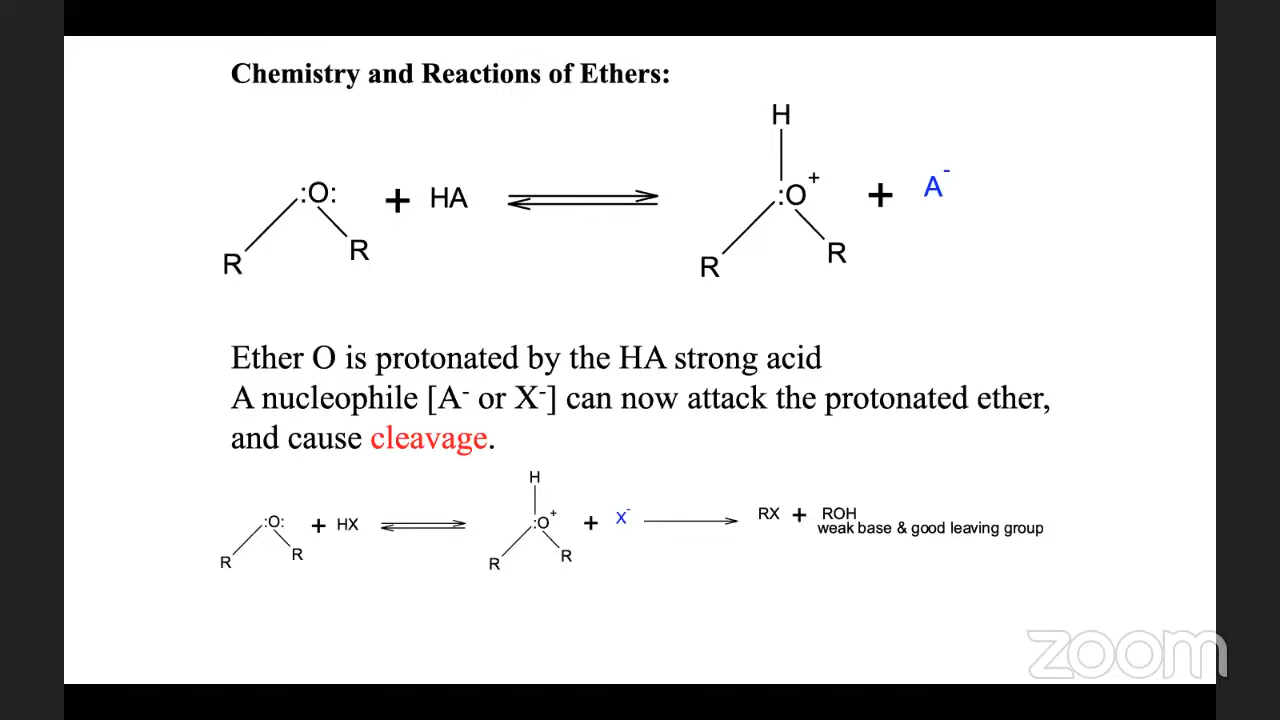 Chemistry and Reactions of Ethers:
H
:O: + HA :O+ + A-
R R R R
Ether O is protonated by the HA strong acid
A nucleophile [A- or X-] can now attack the protonated ether,
and cause cleavage.
H
:O: + HX :O+ + X- RX + ROH
weak base & good leaving group
R R R R
zoom